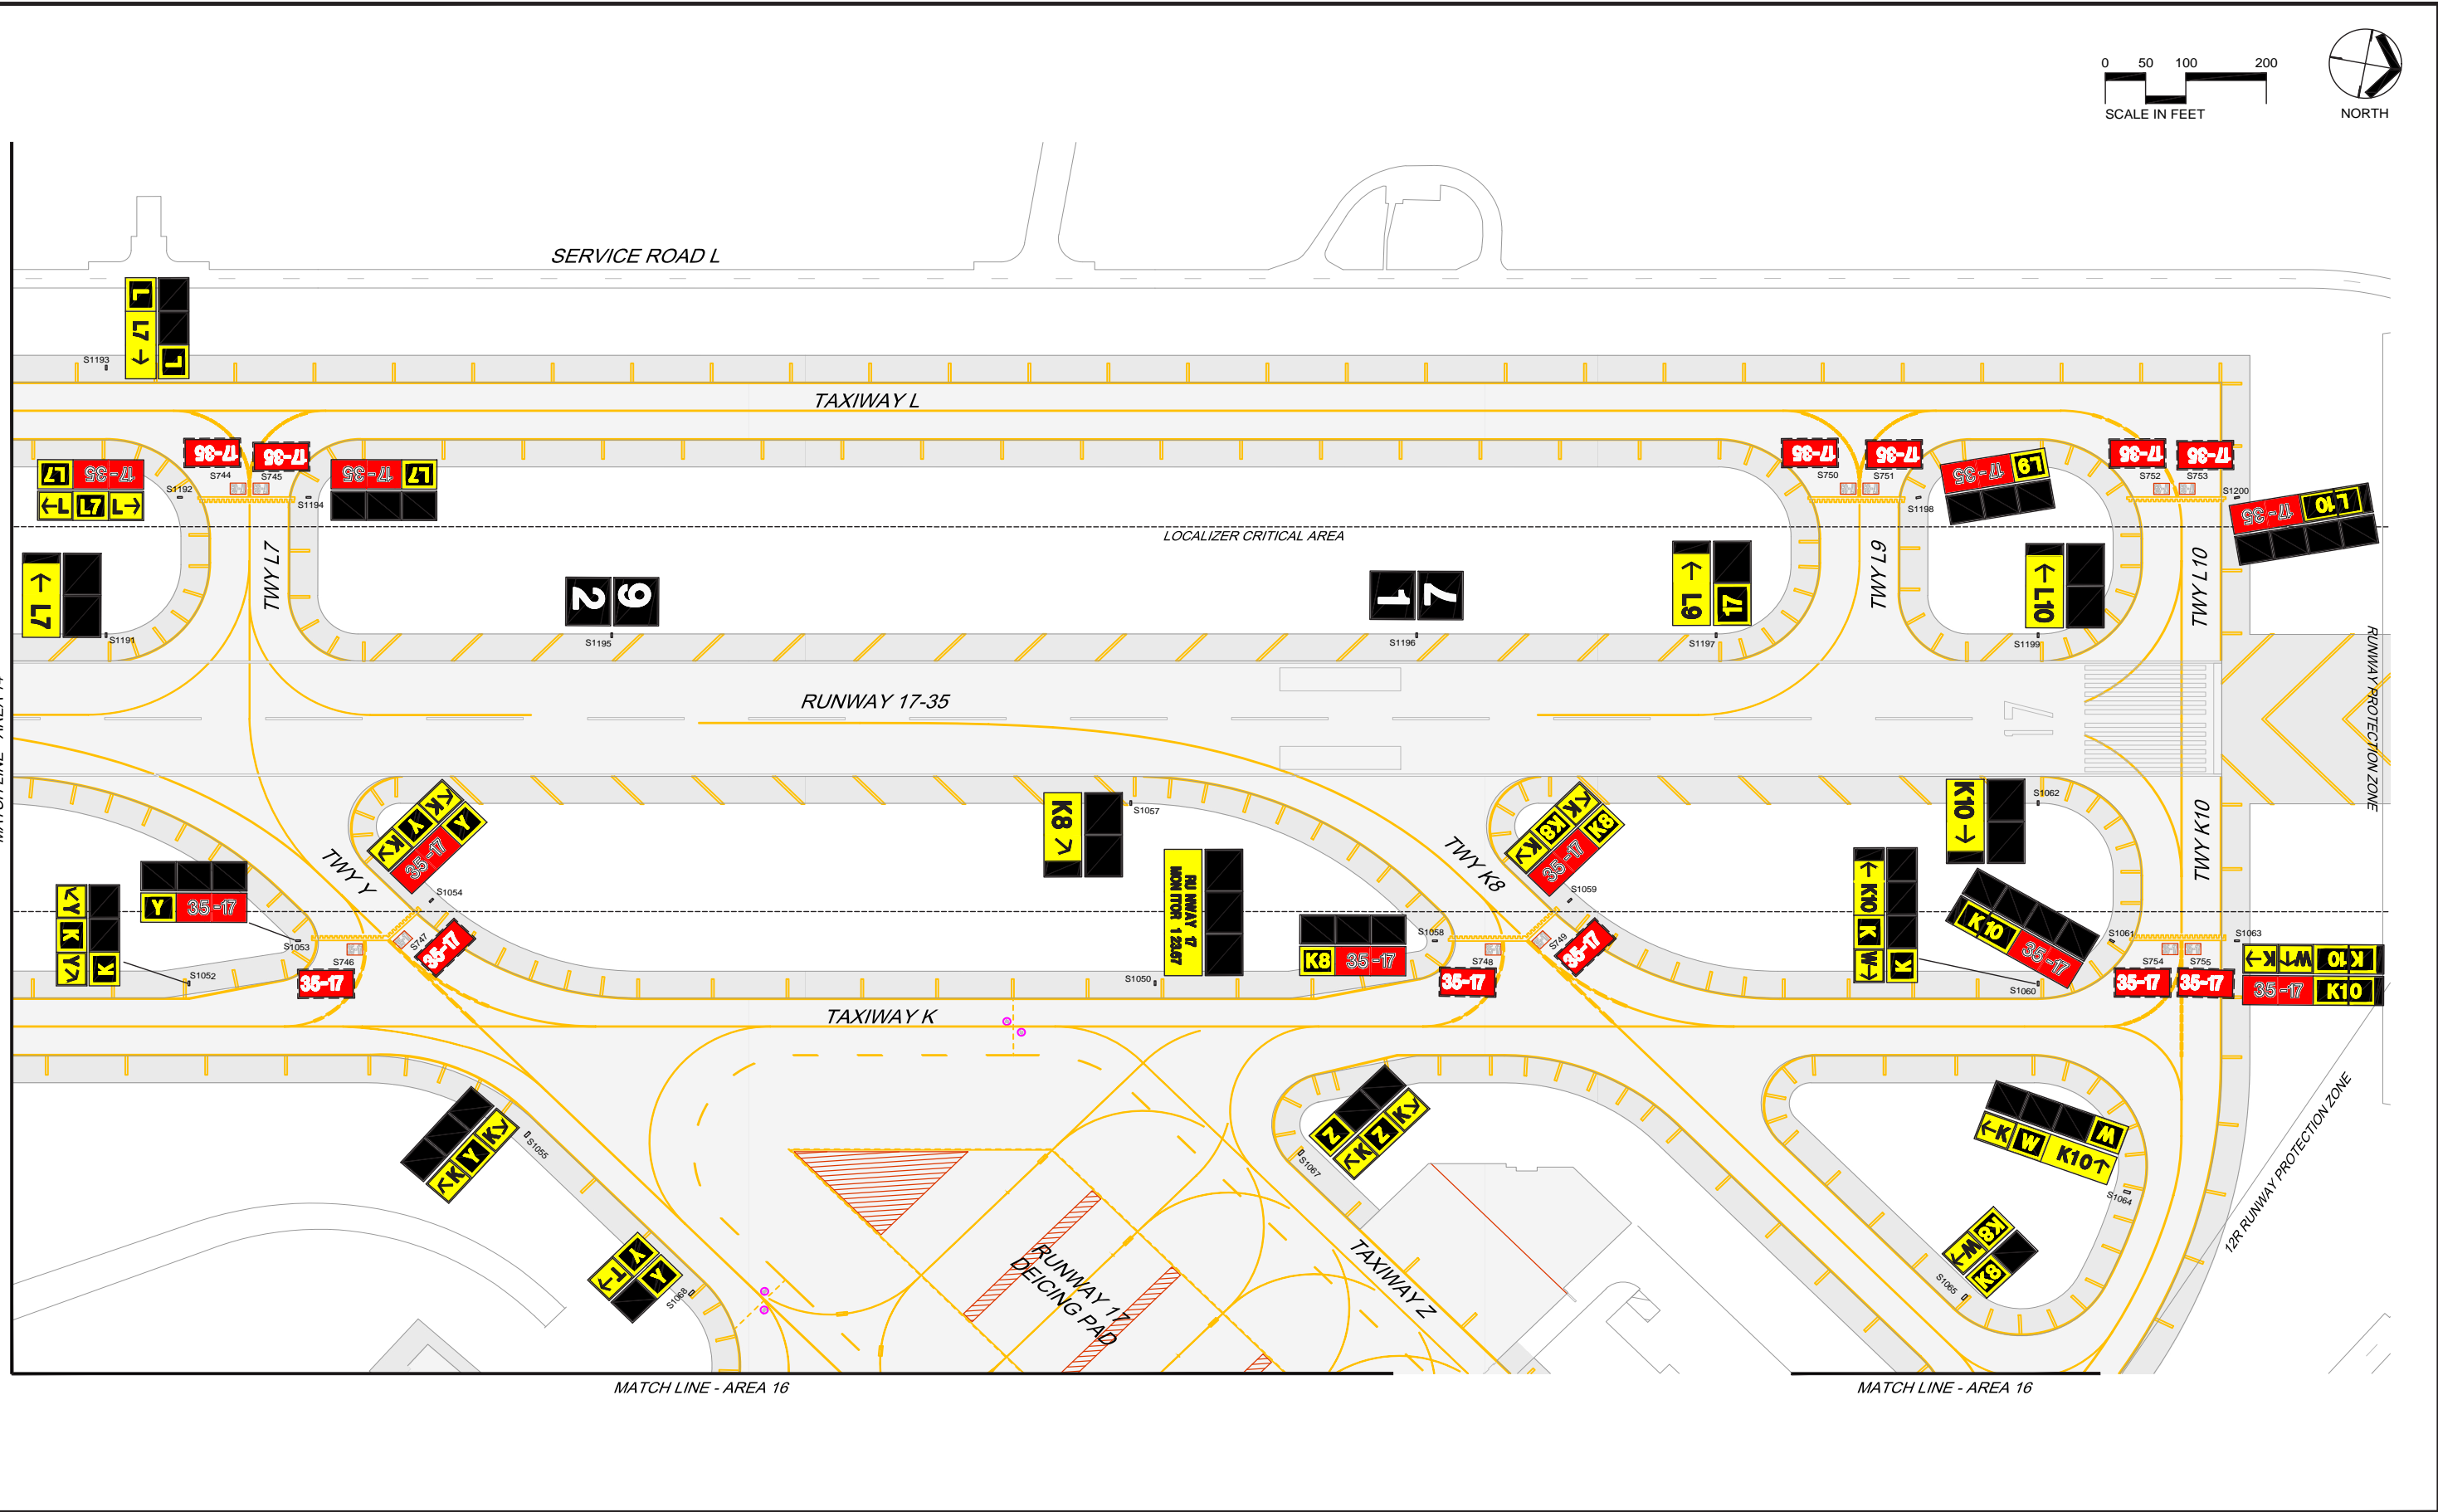 0 50 100 200
SCALE IN FEET
NORTH
SERVICE ROAD L
L
L7 →
L
S1193
TAXIWAY L
17-35
17-35
S744
S745
L7 17-35
←L L7 L→
S1192
17-35 L7
S1194
17-35
17-35
S750
S751
17-35 L9
S1198
17-35
17-35
S752
S753
S1200
17-35 L10
LOCALIZER CRITICAL AREA
← L7
S1191
TWY L7
2 9
S1195
1 7
S1196
← L9
17
S1197
TWY L9
← L10
S1199
TWY L10
RUNWAY PROTECTION ZONE
RUNWAY 17-35
17
←K Y K→
35-17 Y
S1054
TWY Y
Y 35-17
S1053
←Y K Y→
K
S1052
S746
S747
35-17
35-17
K8 ↗
S1057
RUNWAY 17
MONITOR 123.67
S1050
TWY K8
←K K8 K→
35-17 K8
S1059
K8 35-17
S1058
S748
S749
35-17
35-17
K10 →
S1062
← K10 K W→
K
S1060
K10 35-17
S1061
TWY K10
S754
S755
S1063
35-17
35-17
←K W↑ K10
35-17 K10
TAXIWAY K
←K Y K↗
S1055
Y T→
Y
S1068
RUNWAY 17
DEICING PAD
Z
←K Z K↗
S1067
TAXIWAY Z
W
←K W K10↑
S1064
W→ K8
K8
S1065
12R RUNWAY PROTECTION ZONE
MATCH LINE - AREA 16
MATCH LINE - AREA 16